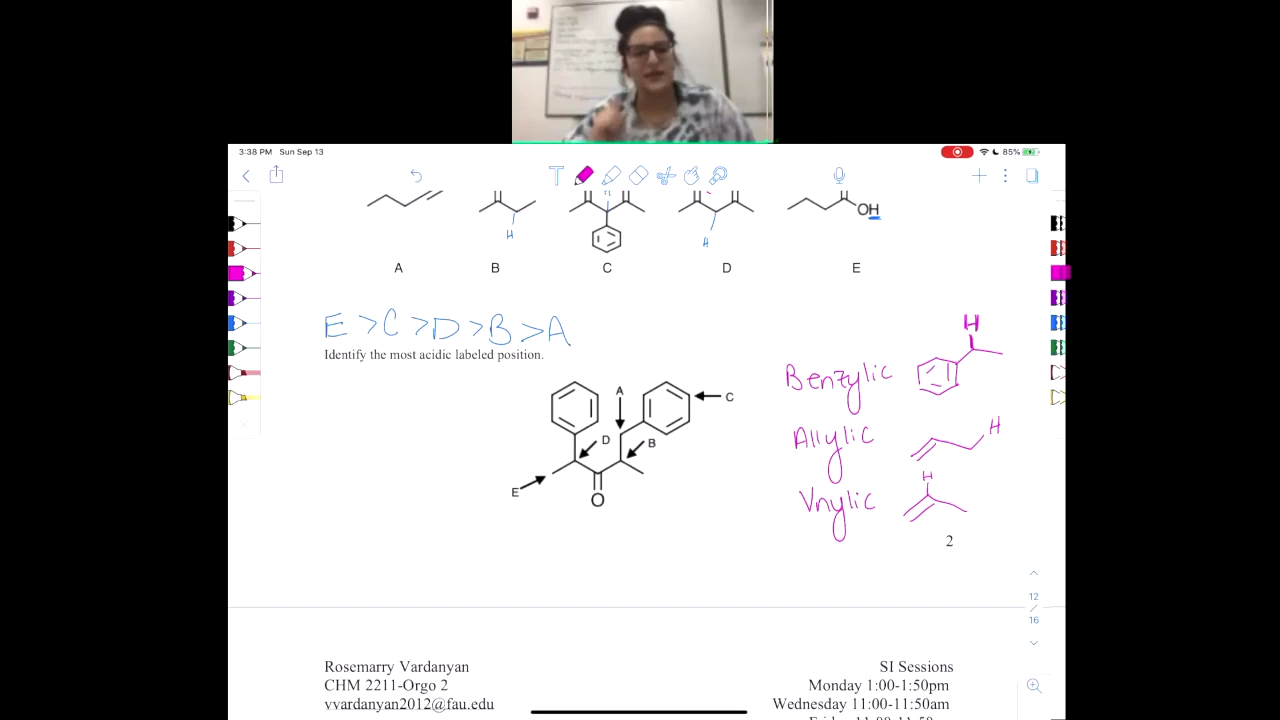 3:38 PM Sun Sep 13
85%
T
H
OH
H
H
A B C D E
E > C > D > B > A
Identify the most acidic labeled position.
H
Benzylic
A
C
D
B
Allylic
H
E
O
Vnylic
H
2
12
16
Rosemarry Vardanyan
SI Sessions
CHM 2211-Orgo 2
Monday 1:00-1:50pm
vvardanyan2012@fau.edu
Wednesday 11:00-11:50am